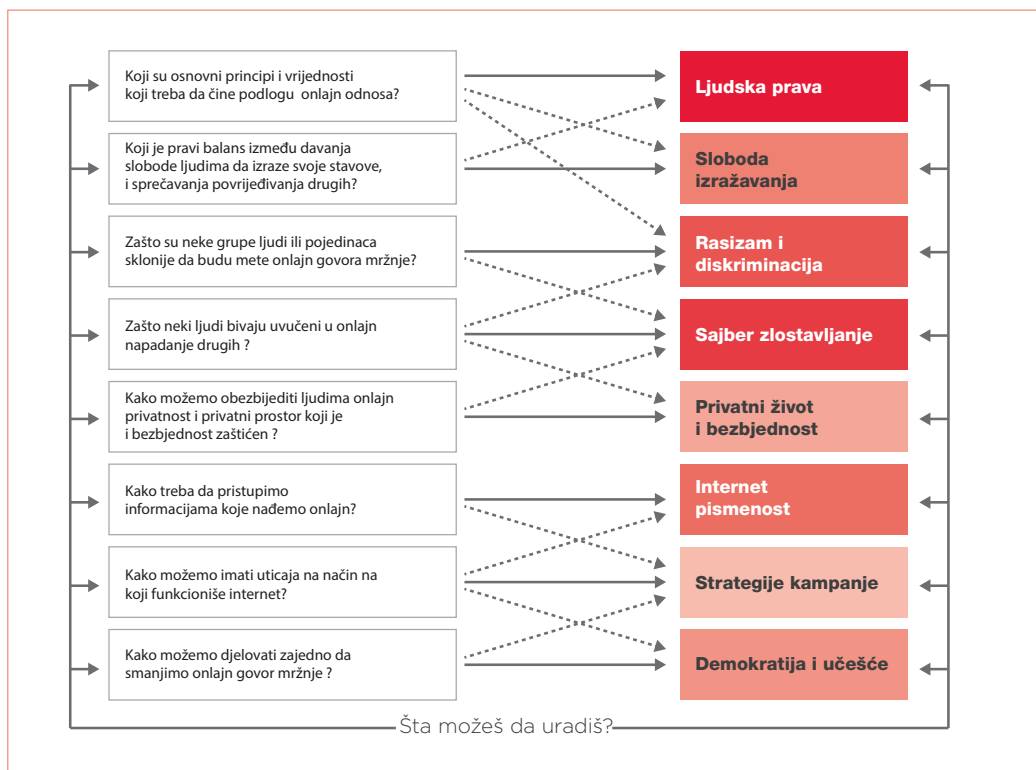 Koji su osnovni principi i vrijednosti
koji treba da čine podlogu onlajn odnosa?
Ljudska prava
Koji je pravi balans između davanja
slobode ljudima da izraze svoje stavove,
i sprečavanja povrijeđivanja drugih?
Sloboda
izražavanja
Zašto su neke grupe ljudi ili pojedinaca
sklonije da budu mete onlajn govora mržnje?
Rasizam i
diskriminacija
Zašto neki ljudi bivaju uvučeni u onlajn
napadanje drugih ?
Sajber zlostavljanje
Kako možemo obezbijediti ljudima onlajn
privatnost i privatni prostor koji je
i bezbjednost zaštićen ?
Privatni život
i bezbjednost
Kako treba da pristupimo
informacijama koje nađemo onlajn?
Internet
pismenost
Kako možemo imati uticaja na način na
koji funkcioniše internet?
Strategije kampanje
Kako možemo djelovati zajedno da
smanjimo onlajn govor mržnje ?
Demokratija i učešće
Šta možeš da uradiš?